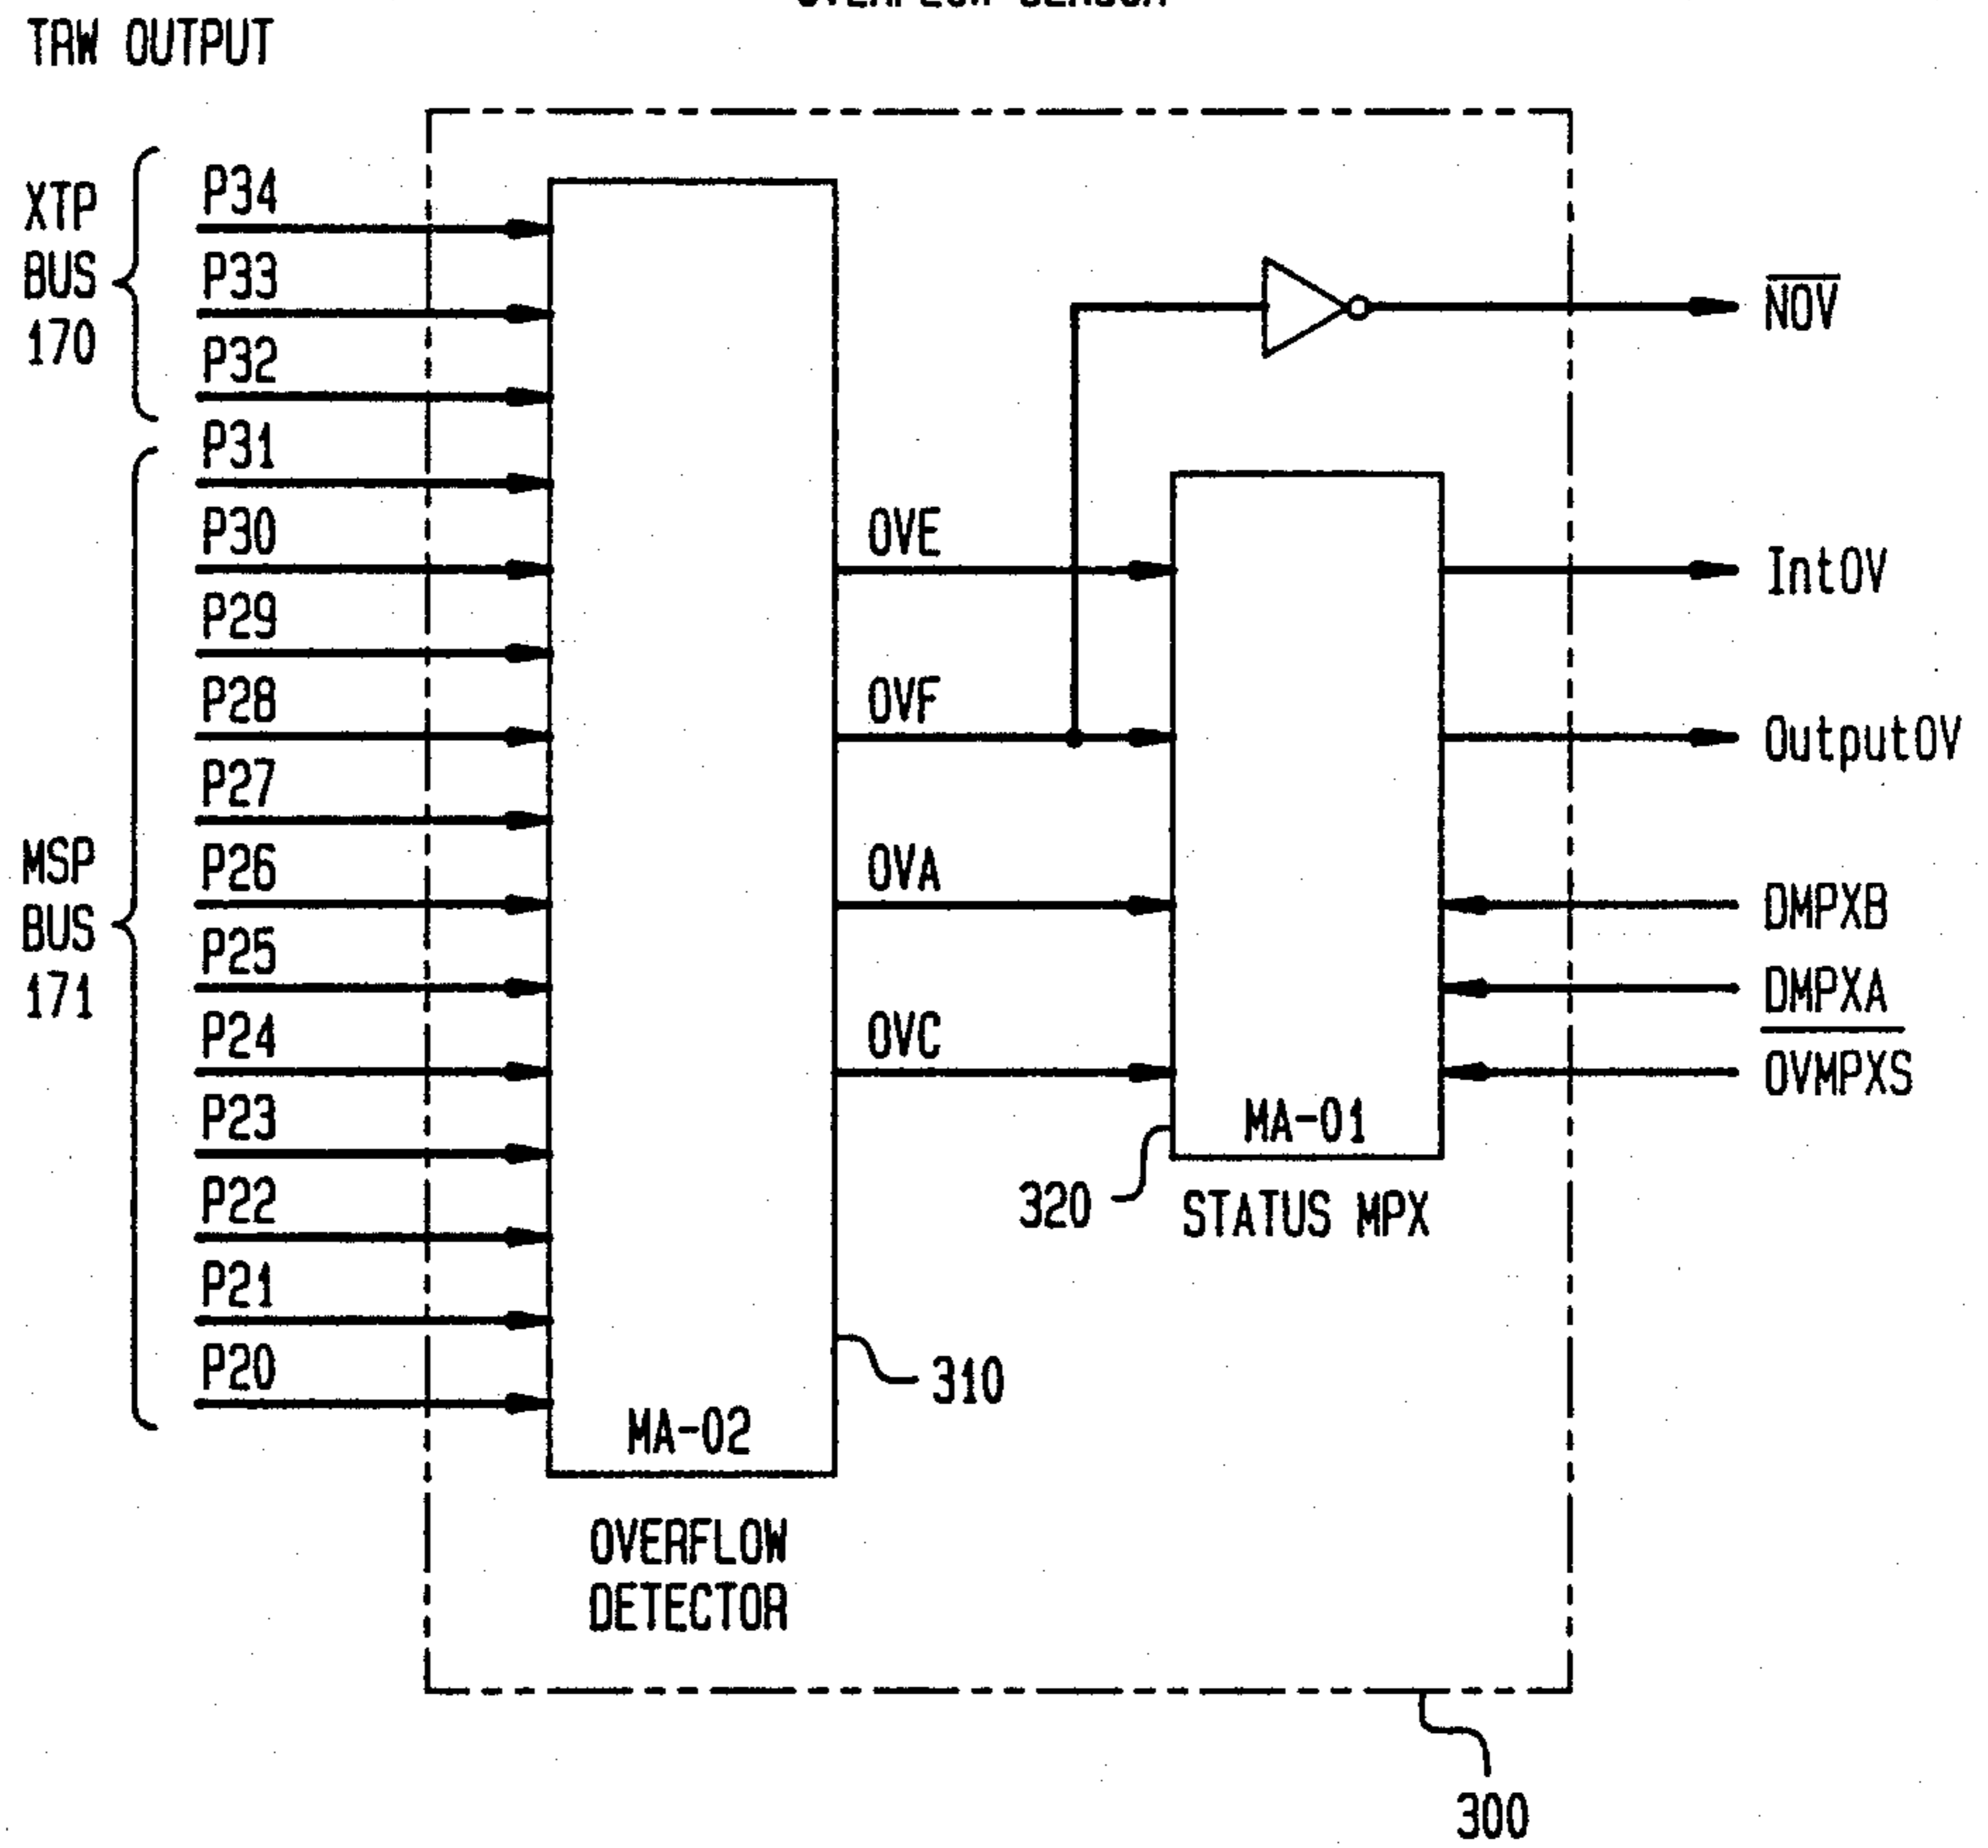 TRW OUTPUT
XTP
BUS
170
P34
P33
P32
P31
P30
P29
P28
P27
P26
P25
P24
P23
P22
P21
P20
MSP
BUS
171
MA-02
OVERFLOW
DETECTOR
310
OVE
OVF
OVA
OVC
MA-01
320
STATUS MPX
NOV
IntOV
OutputOV
DMPXB
DMPXA
OVMPXS
300